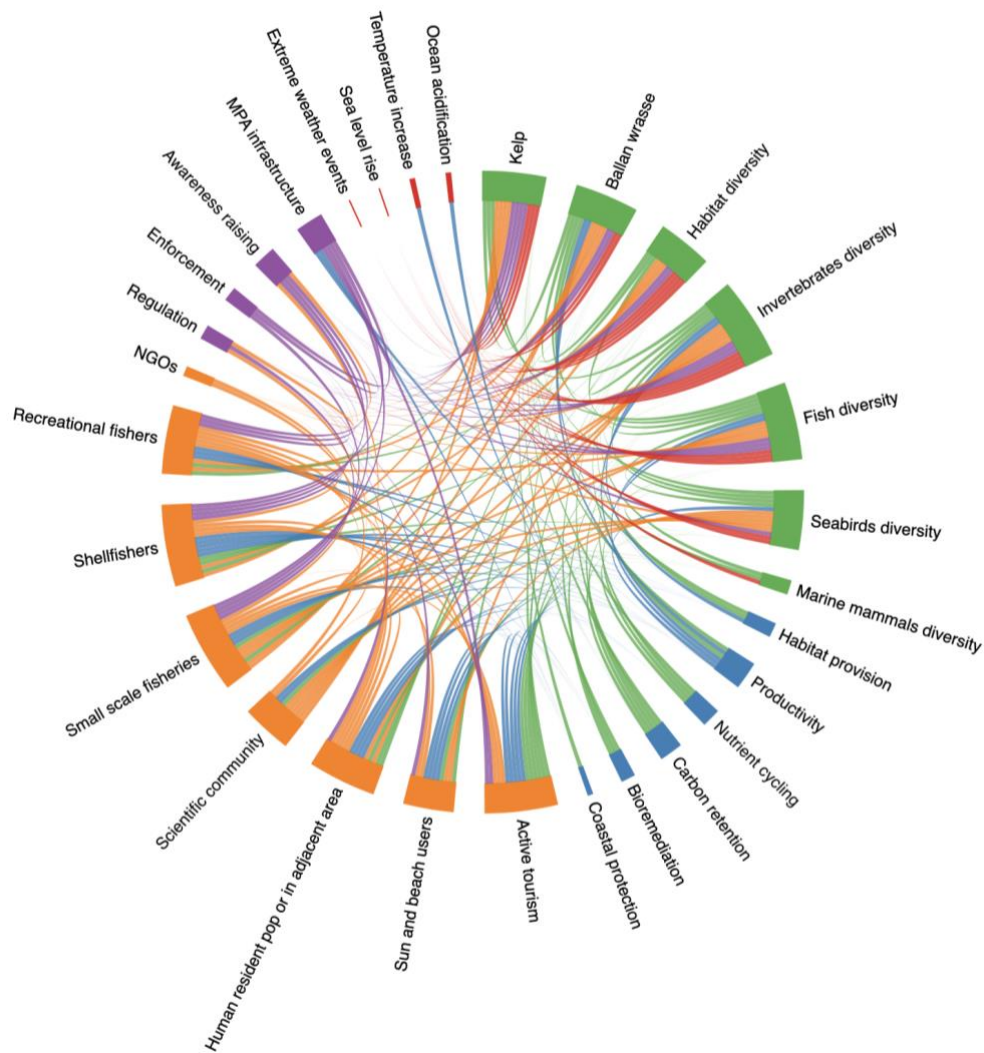 Kelp
Ballan wrasse
Habitat diversity
Invertebrates diversity
Fish diversity
Seabirds diversity
Marine mammals diversity
Habitat provision
Productivity
Nutrient cycling
Carbon retention
Bioremediation
Coastal protection
Active tourism
Sun and beach users
Human resident pop or in adjacent area
Scientific community
Small scale fisheries
Shellfishers
Recreational fishers
NGOs
Regulation
Enforcement
Awareness raising
MPA infrastructure
Extreme weather events
Sea level rise
Temperature increase
Ocean acidification